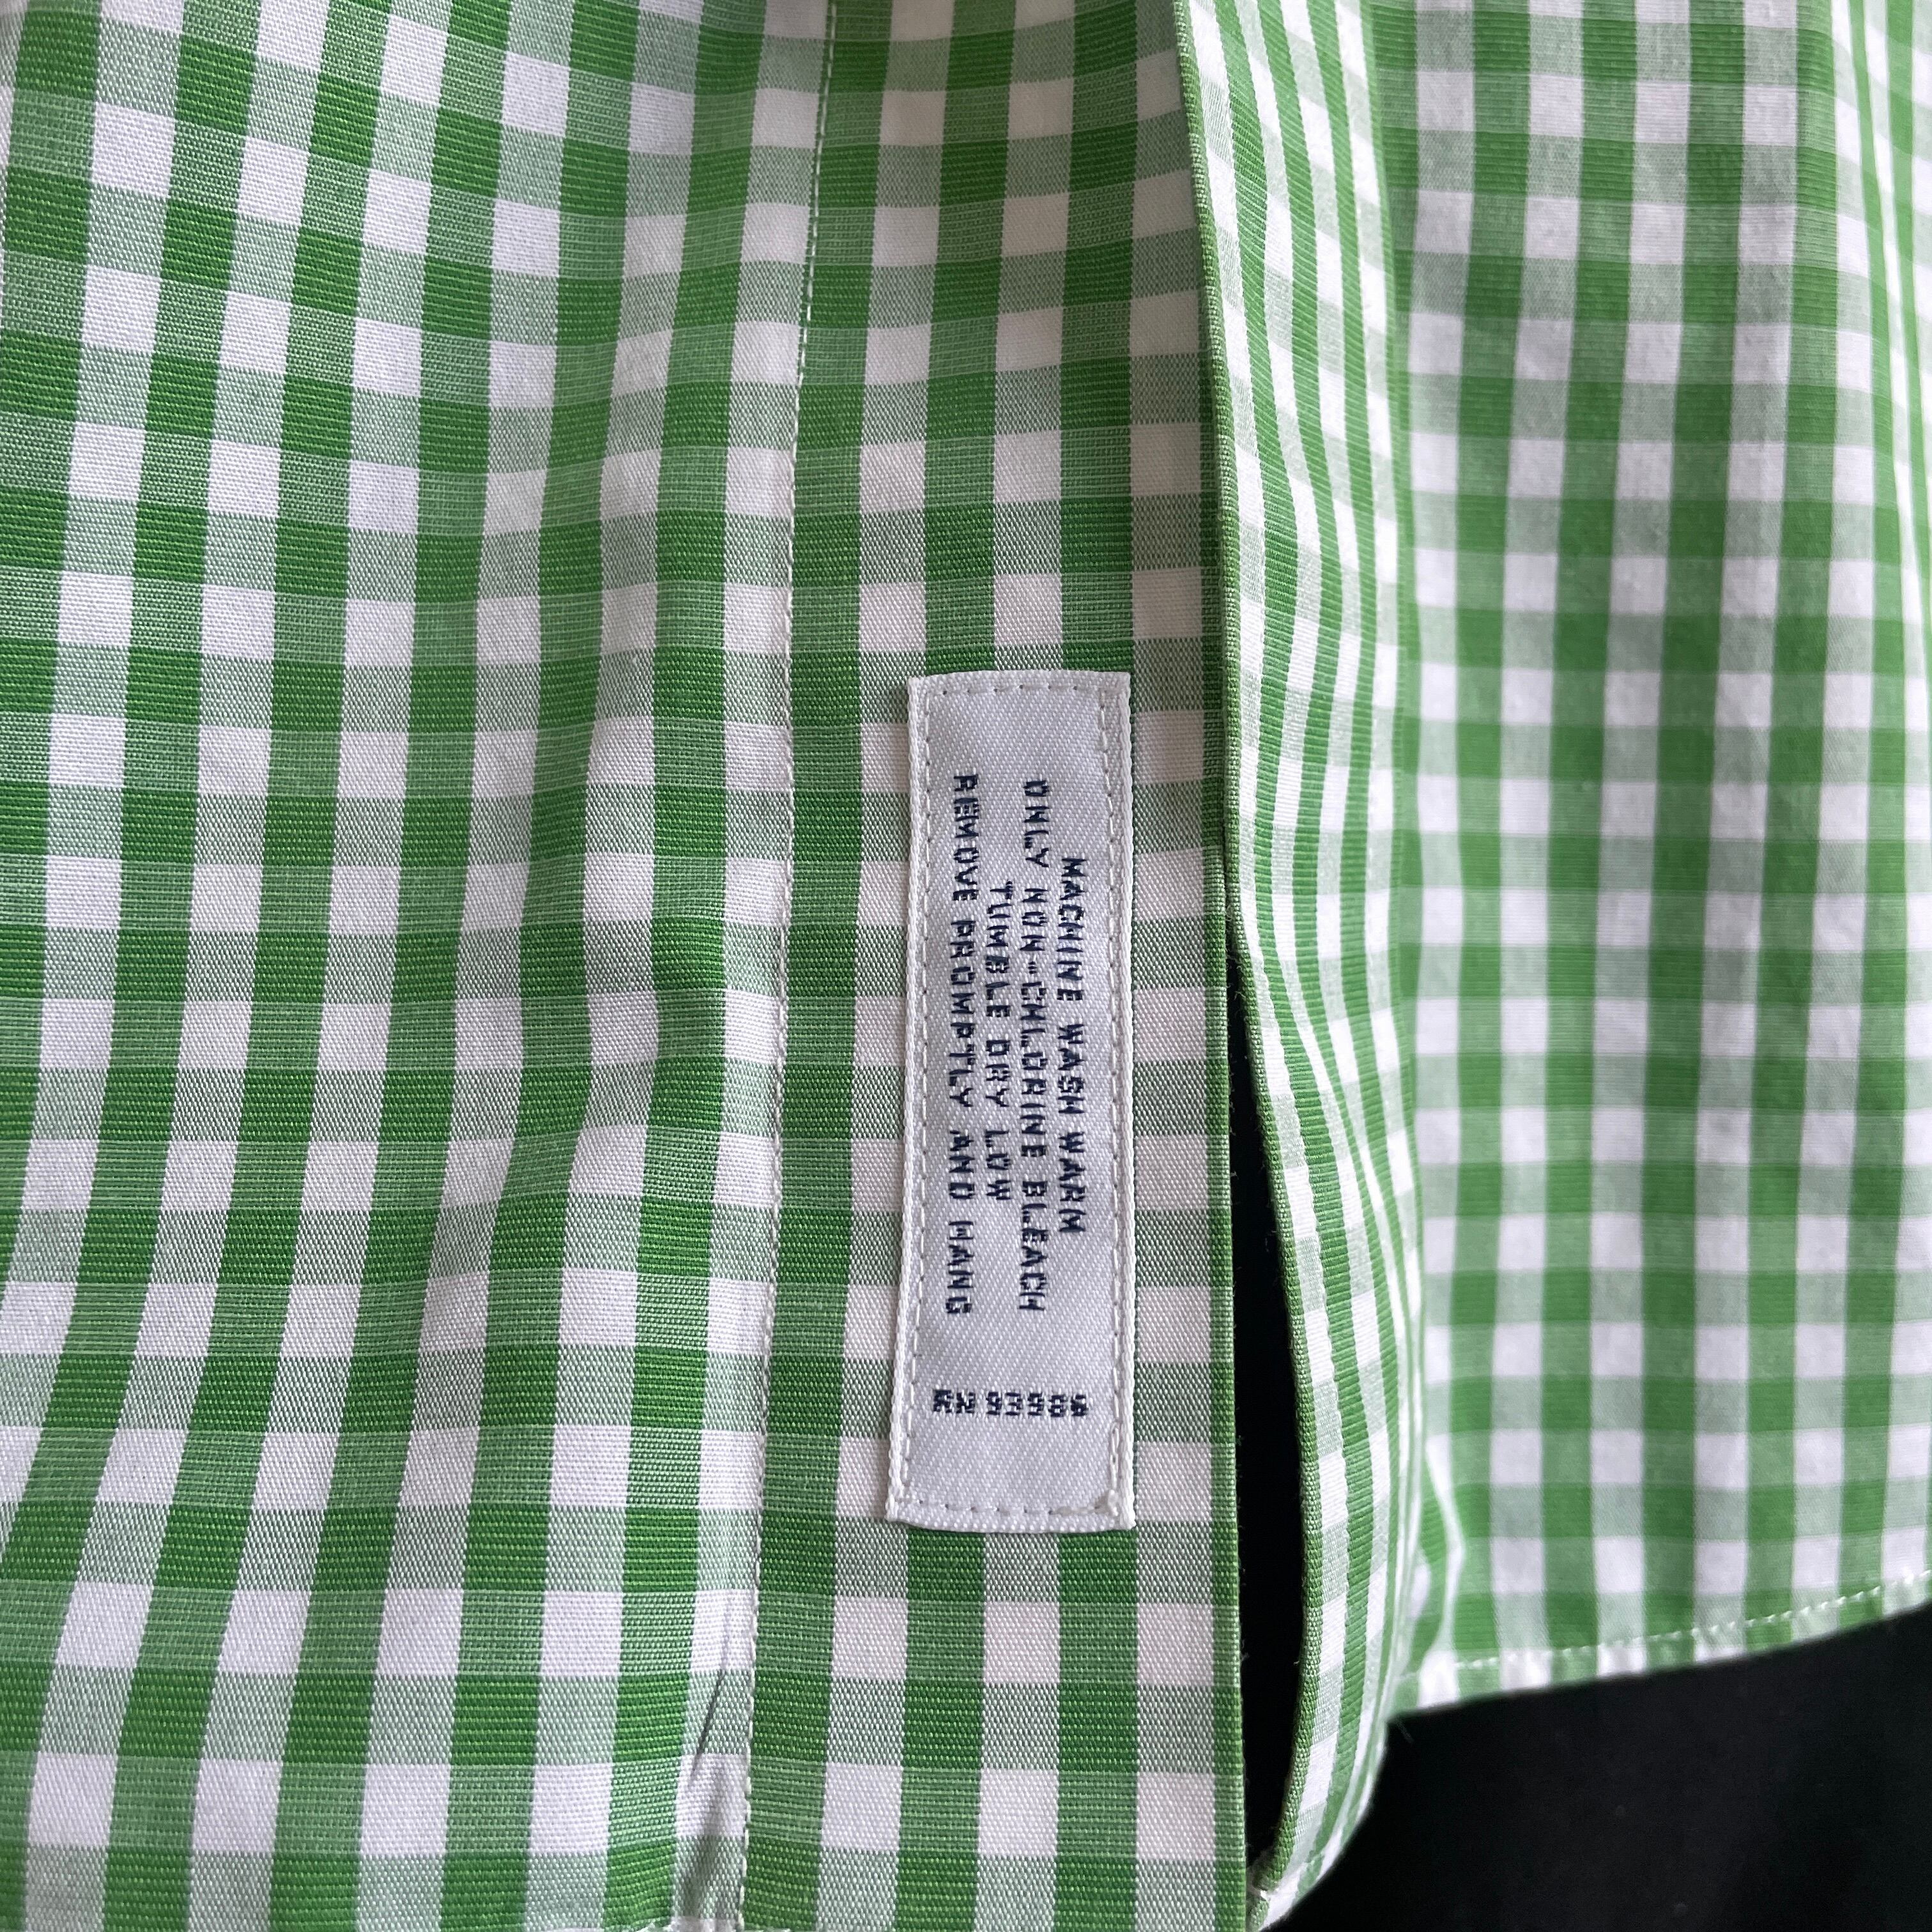 MACHINE WASH WARM
ONLY NON-CHLORINE BLEACH
TUMBLE DRY LOW
REMOVE PROMPTLY AND HANG
RN 93986